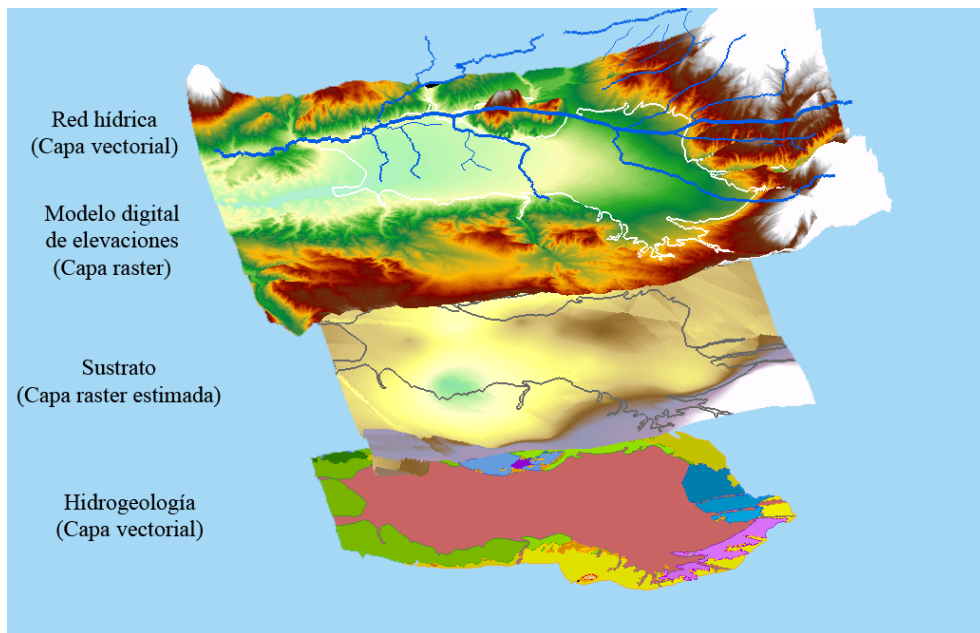 Red hídrica
(Capa vectorial)
Modelo digital
de elevaciones
(Capa raster)
Sustrato
(Capa raster estimada)
Hidrogeología
(Capa vectorial)